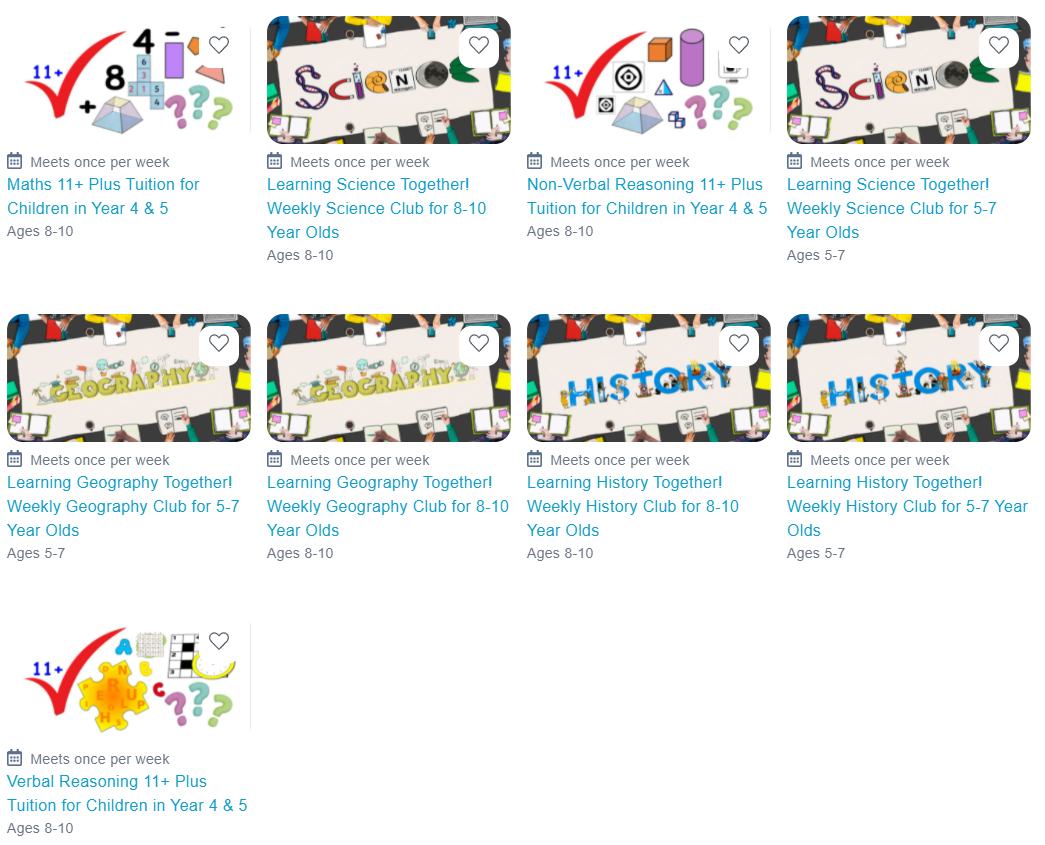 11+
4
-
8
6
3
2 1 5
4
+
? ? ?
SCIENCE
11+
? ? ?
SCIENCE
Meets once per week
Meets once per week
Meets once per week
Meets once per week
Maths 11+ Plus Tuition for
Children in Year 4 & 5
Ages 8-10
Learning Science Together!
Weekly Science Club for 8-10
Year Olds
Ages 8-10
Non-Verbal Reasoning 11+ Plus
Tuition for Children in Year 4 & 5
Ages 8-10
Learning Science Together!
Weekly Science Club for 5-7
Year Olds
Ages 5-7
GEOGRAPHY
GEOGRAPHY
HISTORY
HISTORY
Meets once per week
Meets once per week
Meets once per week
Meets once per week
Learning Geography Together!
Weekly Geography Club for 5-7
Year Olds
Ages 5-7
Learning Geography Together!
Weekly Geography Club for 8-10
Year Olds
Ages 8-10
Learning History Together!
Weekly History Club for 8-10
Year Olds
Ages 8-10
Learning History Together!
Weekly History Club for 5-7 Year
Olds
Ages 5-7
11+
A
B
C
? ? ?
Meets once per week
Verbal Reasoning 11+ Plus
Tuition for Children in Year 4 & 5
Ages 8-10